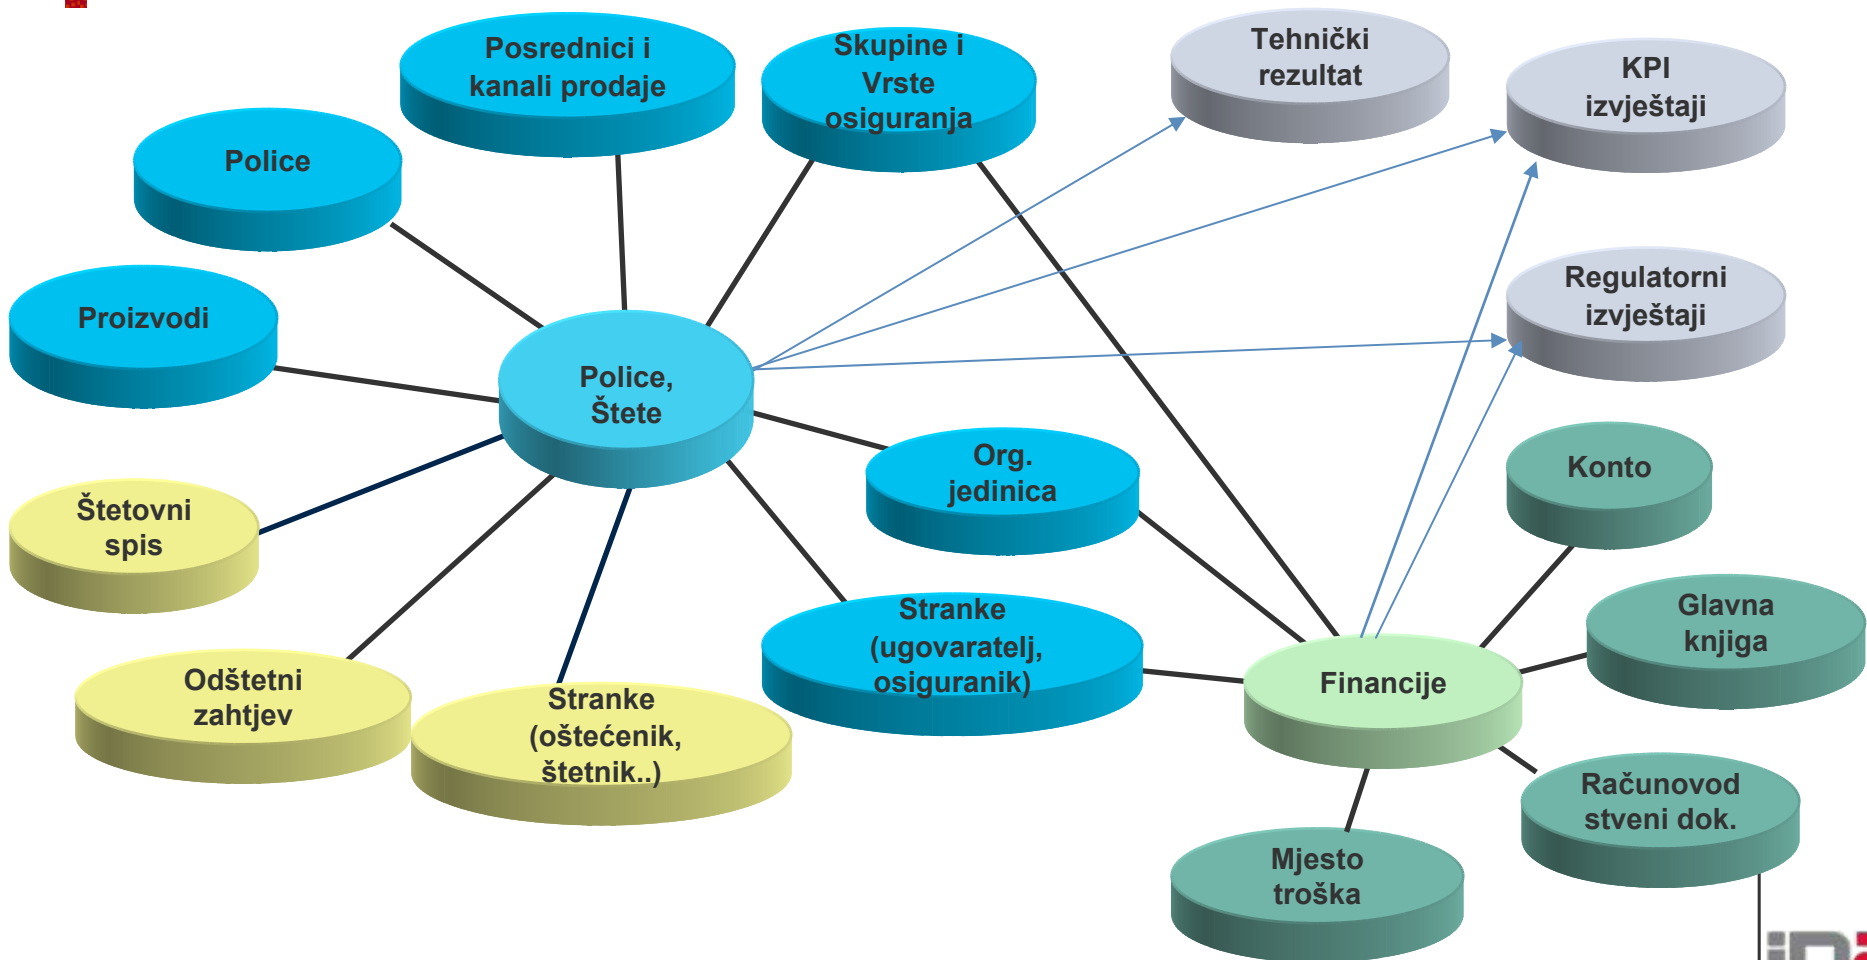 Posrednici i
kanali prodaje
Skupine i
Vrste
osiguranja
Tehnički
rezultat
KPI
izvještaji
Police
Proizvodi
Regulatorni
izvještaji
Police,
Štete
Org.
jedinica
Konto
Štetovni
spis
Stranke
(ugovaratelj,
osiguranik)
Glavna
knjiga
Odštetni
zahtjev
Stranke
(oštećenik,
štetnik..)
Financije
Računovod
stveni dok.
Mjesto
troška